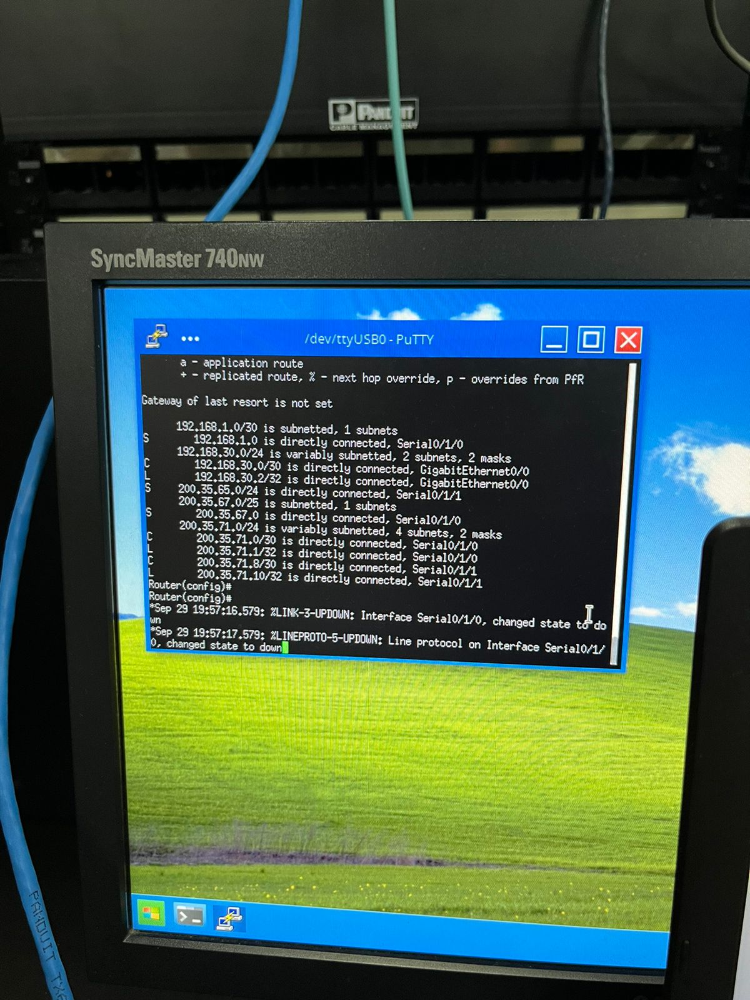 PANDUIT
CABLE MANAGEMENT
SyncMaster 740NW
/dev/ttyUSB0 - PuTTY
a - application route
+ - replicated route, % - next hop override, p - overrides from PfR
Gateway of last resort is not set
192.168.1.0/30 is subnetted, 1 subnets
S 192.168.1.0 is directly connected, Serial0/1/0
192.168.30.0/24 is variably subnetted, 2 subnets, 2 masks
C 192.168.30.0/30 is directly connected, GigabitEthernet0/0
L 192.168.30.2/32 is directly connected, GigabitEthernet0/0
S 200.35.65.0/24 is directly connected, Serial0/1/1
200.35.67.0/25 is subnetted, 1 subnets
S 200.35.67.0 is directly connected, Serial0/1/0
200.35.71.0/24 is variably subnetted, 4 subnets, 2 masks
C 200.35.71.0/30 is directly connected, Serial0/1/0
L 200.35.71.1/32 is directly connected, Serial0/1/0
C 200.35.71.8/30 is directly connected, Serial0/1/1
L 200.35.71.10/32 is directly connected, Serial0/1/1
Router(config)#
Router(config)#
*Sep 29 19:57:16.579: %LINK-3-UPDOWN: Interface Serial0/1/0, changed state to do
wn
*Sep 29 19:57:17.579: %LINEPROTO-5-UPDOWN: Line protocol on Interface Serial0/1/
0, changed state to down
PANDUIT